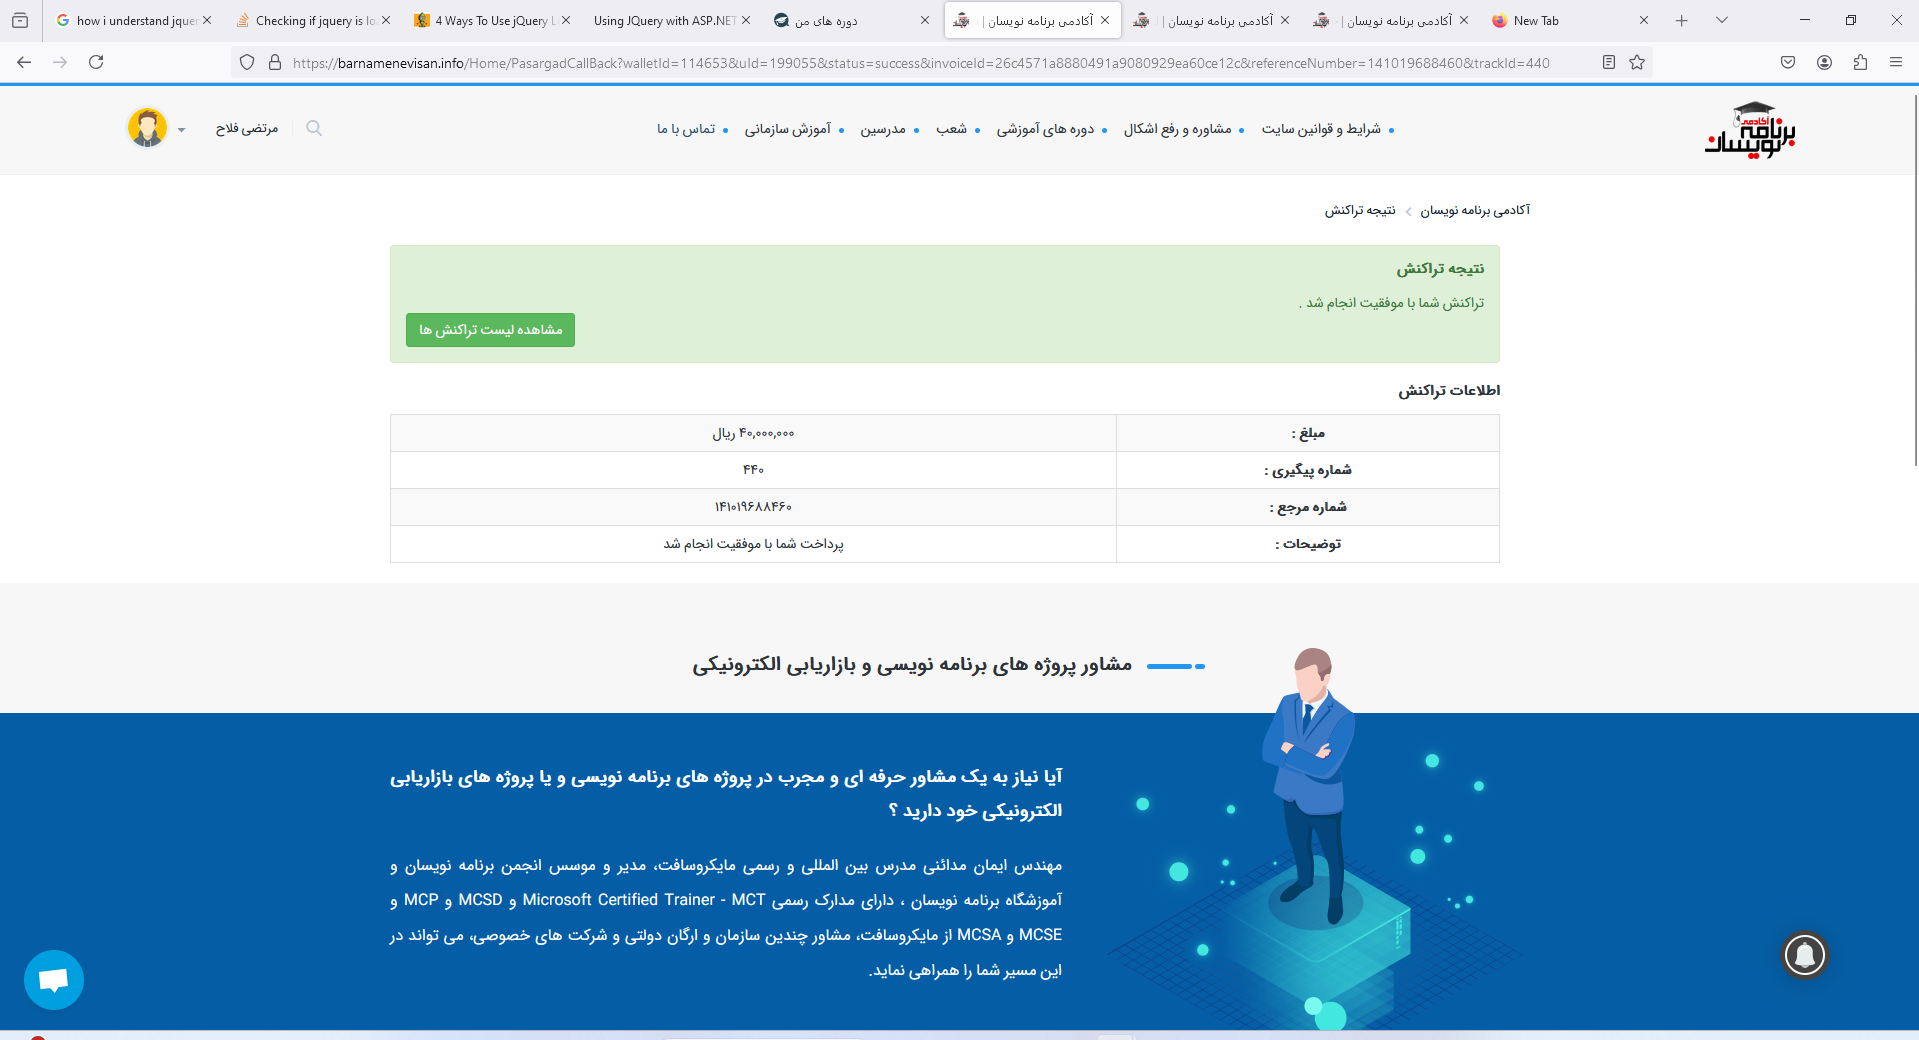 how i understand jquer
Checking if jquery is lo
4 Ways To Use jQuery L
Using JQuery with ASP.NET
دوره های من
آکادمی برنامه نویسان |
آکادمی برنامه نویسان |
آکادمی برنامه نویسان |
New Tab
https://barnamenevisan.info/Home/PasargadCallBack?walletId=114653&uId=199055&status=success&invoiceId=26c4571a8880491a9080929ea60ce12c&referenceNumber=141019688460&trackId=440
آکادمی
برنامه
نویسان
شرایط و قوانین سایت
مشاوره و رفع اشکال
دوره های آموزشی
شعب
مدرسین
آموزش سازمانی
تماس با ما
مرتضی فلاح
آکادمی برنامه نویسان
نتیجه تراکنش
نتیجه تراکنش
تراکنش شما با موفقیت انجام شد .
مشاهده لیست تراکنش ها
اطلاعات تراکنش
مبلغ : ۴۰,۰۰۰,۰۰۰ ریال
شماره پیگیری : ۴۴۰
شماره مرجع : ۱۴۱۰۱۹۶۸۸۴۶۰
توضیحات : پرداخت شما با موفقیت انجام شد
مشاور پروژه های برنامه نویسی و بازاریابی الکترونیکی
آیا نیاز به یک مشاور حرفه ای و مجرب در پروژه های برنامه نویسی و یا پروژه های بازاریابی
الکترونیکی خود دارید ؟
مهندس ایمان مدائنی مدرس بین المللی و رسمی مایکروسافت، مدیر و موسس انجمن برنامه نویسان و
آموزشگاه برنامه نویسان ، دارای مدارک رسمی Microsoft Certified Trainer - MCT و MCSD و MCP و
MCSE و MCSA از مایکروسافت، مشاور چندین سازمان و ارگان دولتی و شرکت های خصوصی، می تواند در
این مسیر شما را همراهی نماید.